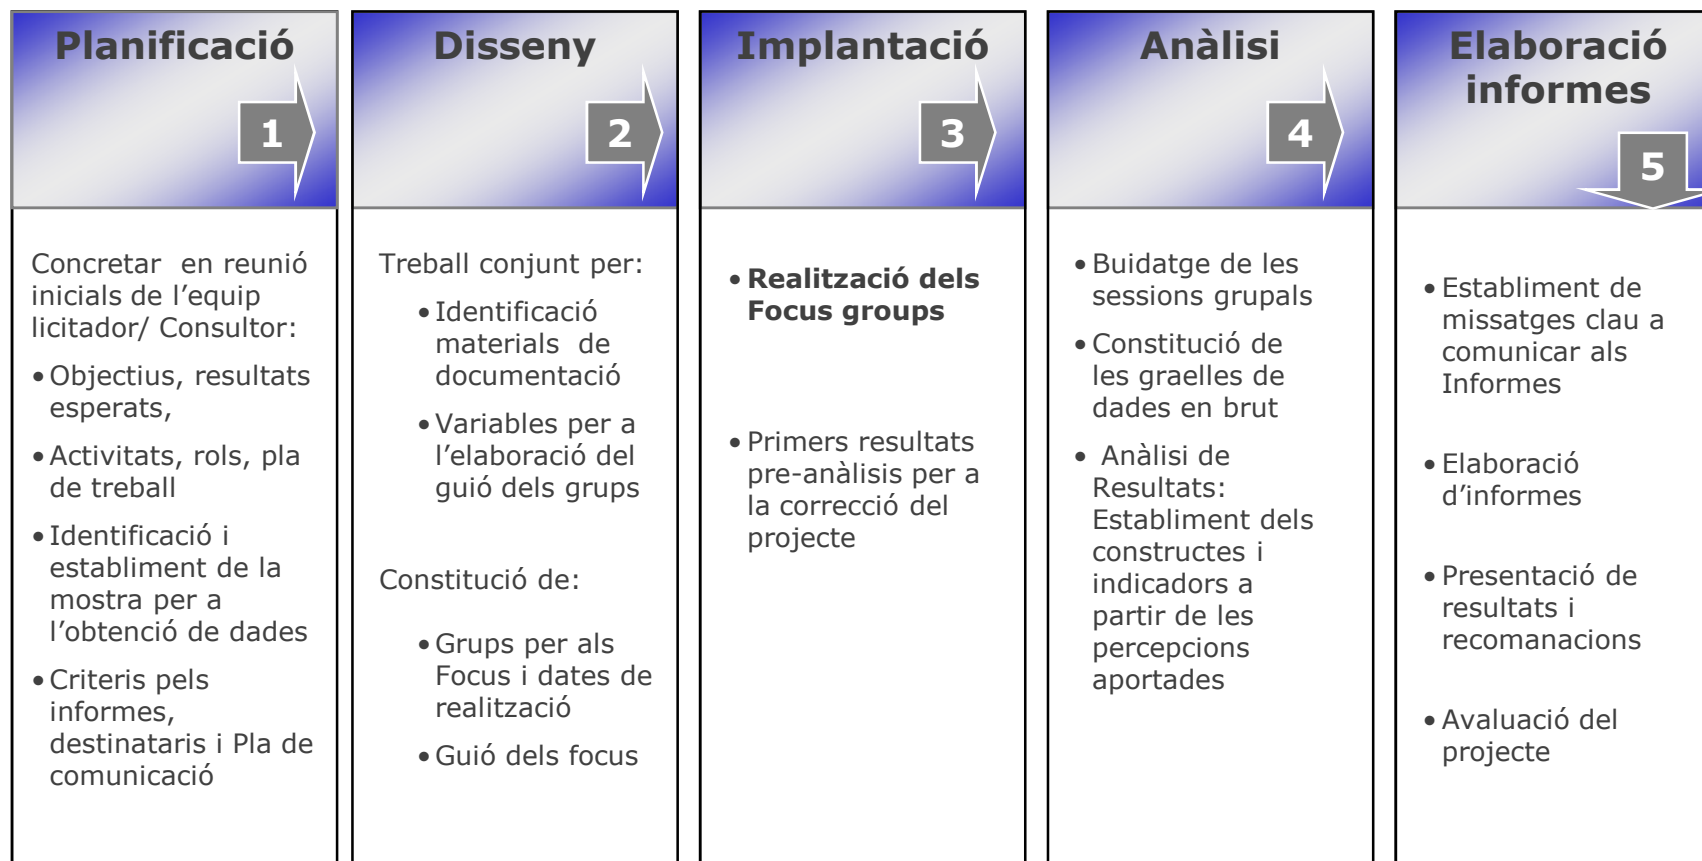 Planificació
1
Concretar en reunió
inicials de l’equip
licitador/ Consultor:
•Objectius, resultats
esperats,
•Activitats, rols, pla
de treball
•Identificació i
establiment de la
mostra per a
l’obtenció de dades
•Criteris pels
informes,
destinataris i Pla de
comunicació
Disseny
2
Treball conjunt per:
•Identificació
materials de
documentació
•Variables per a
l’elaboració del
guió dels grups
Constitució de:
•Grups per als
Focus i dates de
realització
•Guió dels focus
Implantació
3
•Realització dels
Focus groups
•Primers resultats
pre-anàlisis per a
la correcció del
projecte
Anàlisi
4
•Buidatge de les
sessions grupals
•Constitució de
les graelles de
dades en brut
• Anàlisi de
Resultats:
Establiment dels
constructes i
indicadors a
partir de les
percepcions
aportades
Elaboració
informes
5
•Establiment de
missatges clau a
comunicar als
Informes
•Elaboració
d’informes
•Presentació de
resultats i
recomanacions
•Avaluació del
projecte